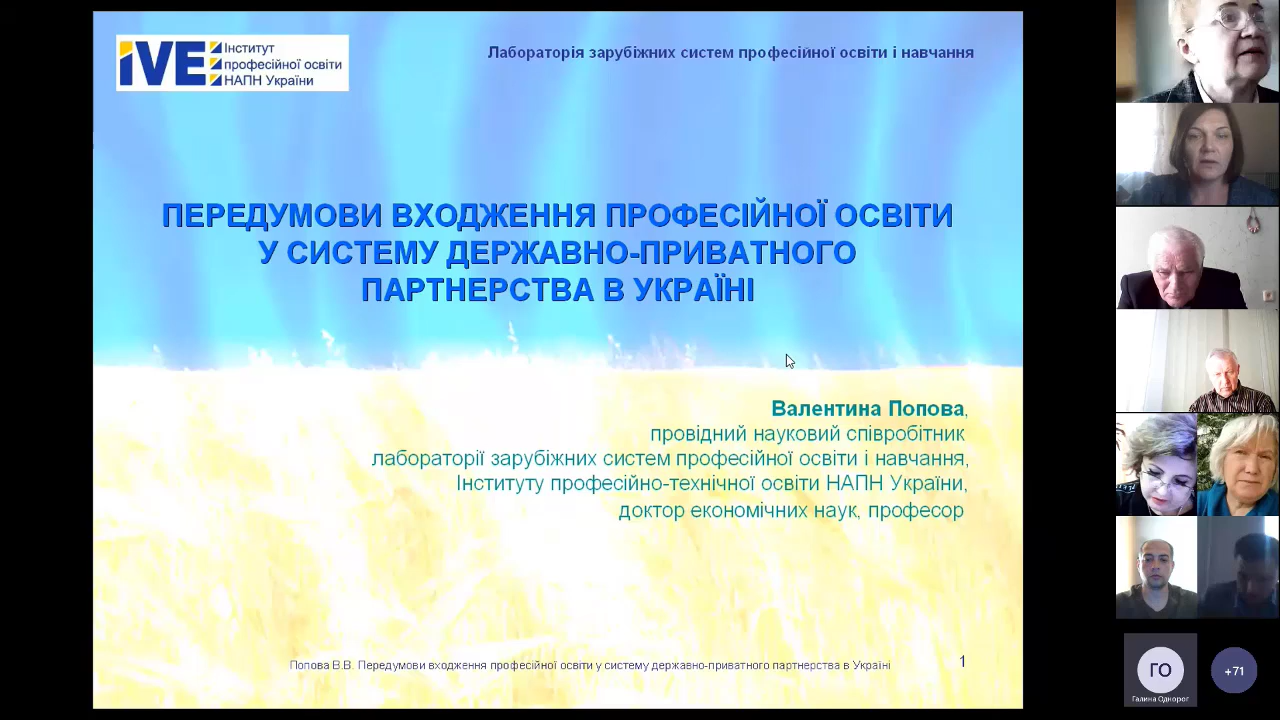 iVE
Інститут
професійної освіти
НАПН України
Лабораторія зарубіжних систем професійної освіти і навчання
ПЕРЕДУМОВИ ВХОДЖЕННЯ ПРОФЕСІЙНОЇ ОСВІТИ
У СИСТЕМУ ДЕРЖАВНО-ПРИВАТНОГО
ПАРТНЕРСТВА В УКРАЇНІ
Валентина Попова,
провідний науковий співробітник
лабораторії зарубіжних систем професійної освіти і навчання,
Інституту професійно-технічної освіти НАПН України,
доктор економічних наук, професор
Попова В.В. Передумови входження професійної освіти у систему державно-приватного партнерства в Україні
1
ГО
Галина Однорог
+71